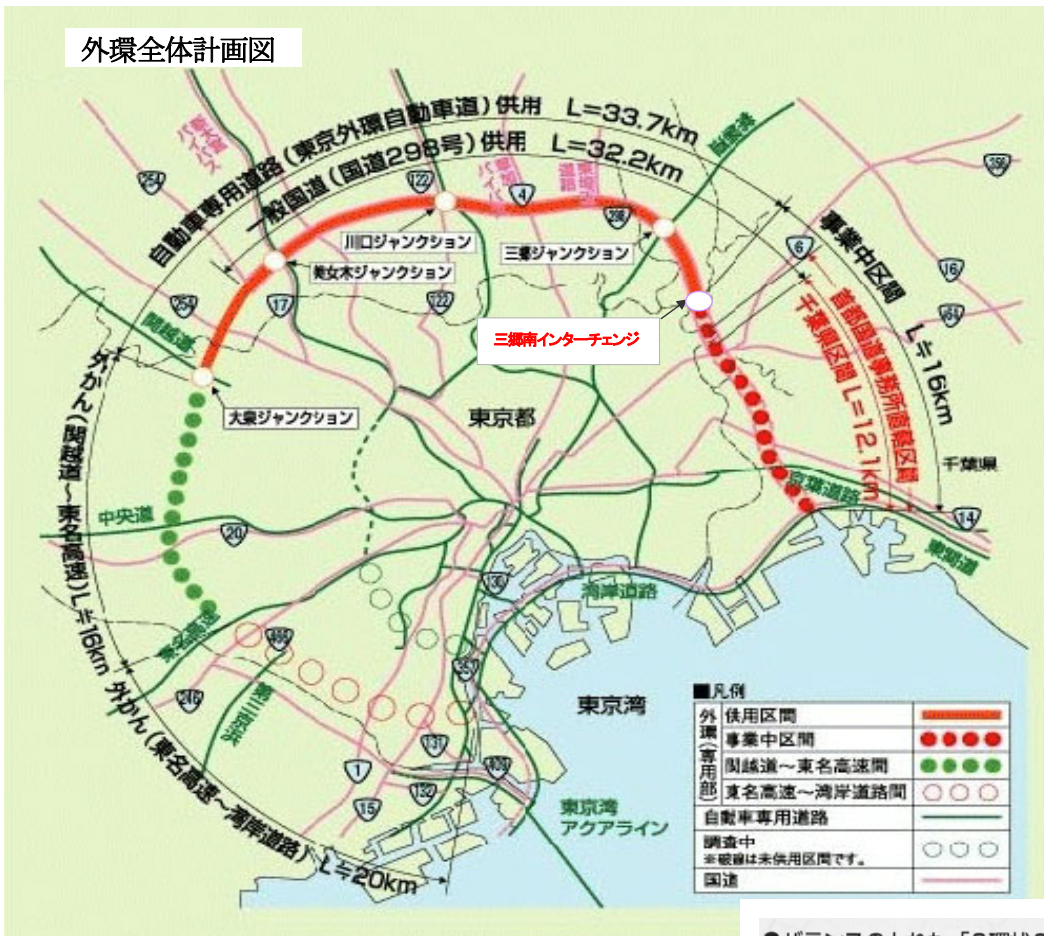 外環全体計画図
自動車専用道路(東京外環自動車道)供用 L=33.7km
一般国道(国道298号)供用 L=32.2km
事業中区間 L≒16km
首都国道事務所直轄区間
千葉県区間 L=12.1km
新大宮
バイパス
254
122
4
298
常磐道
356
6
16
464
川口ジャンクション
三郷ジャンクション
美女木ジャンクション
254
17
122
関越道
三郷南インターチェンジ
大泉ジャンクション
東京都
千葉県
京葉道路
14
東関道
外かん(関越道~東名高速)L≒16km
中央道
20
130
湾岸道路
東名高速
466
357
246
第三京浜
東京湾
131
409
1
132
15
東京湾
アクアライン
外かん(東名高速~湾岸道路) L≒20km
■凡例
外環(専用部)
供用区間
事業中区間
関越道~東名高速間
東名高速~湾岸道路間
自動車専用道路
調査中
※破線は未供用区間です。
国道